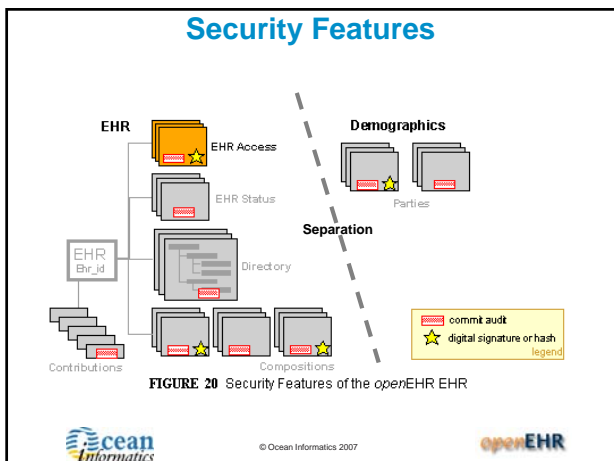 Security Features
EHR
Demographics
EHR Access
EHR Status
Parties
Separation
EHR
Ehr_id
Directory
commit audit
digital signature or hash
legend
Contributions
Compositions
FIGURE 20 Security Features of the openEHR EHR
Ocean
Informatics
© Ocean Informatics 2007
openEHR